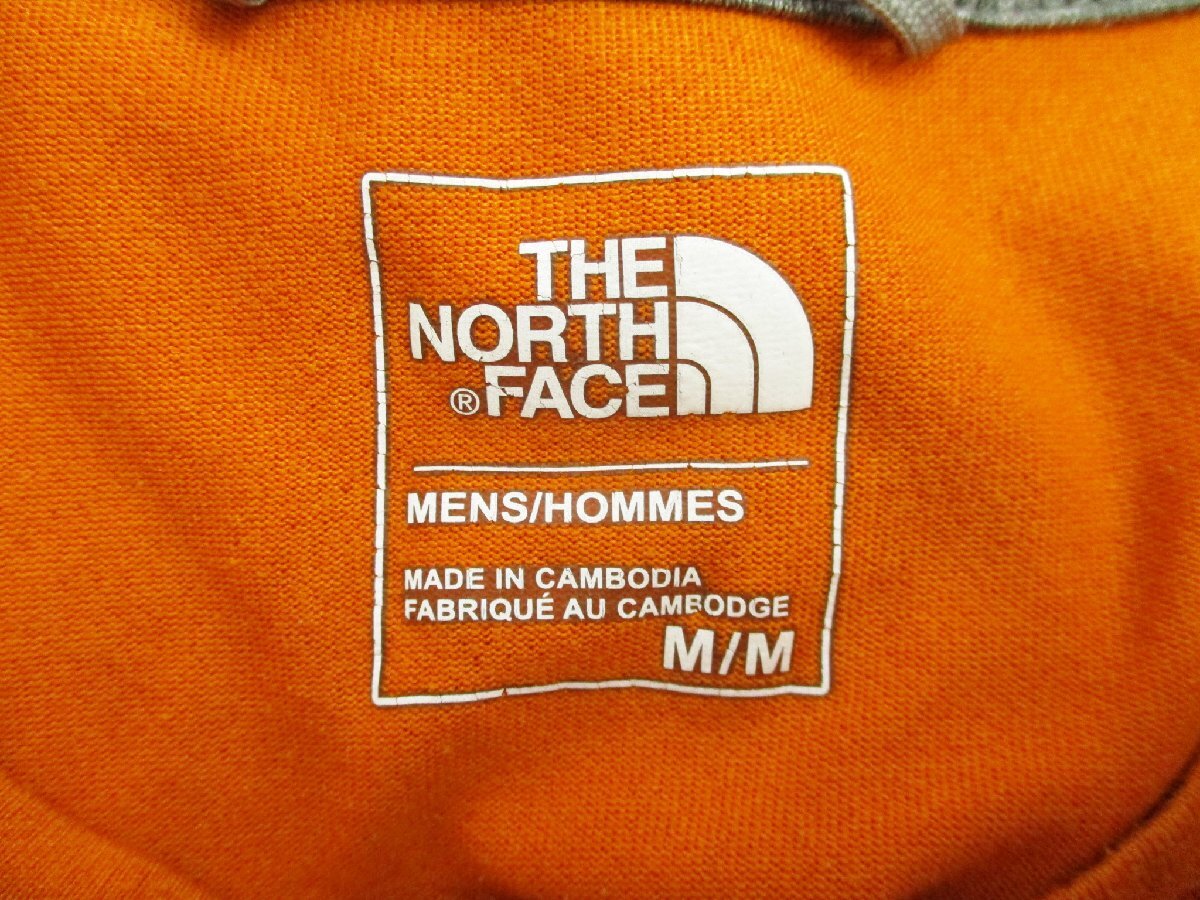 THE
NORTH
®FACE
MENS/HOMMES
MADE IN CAMBODIA
FABRIQUÉ AU CAMBODGE
M/M